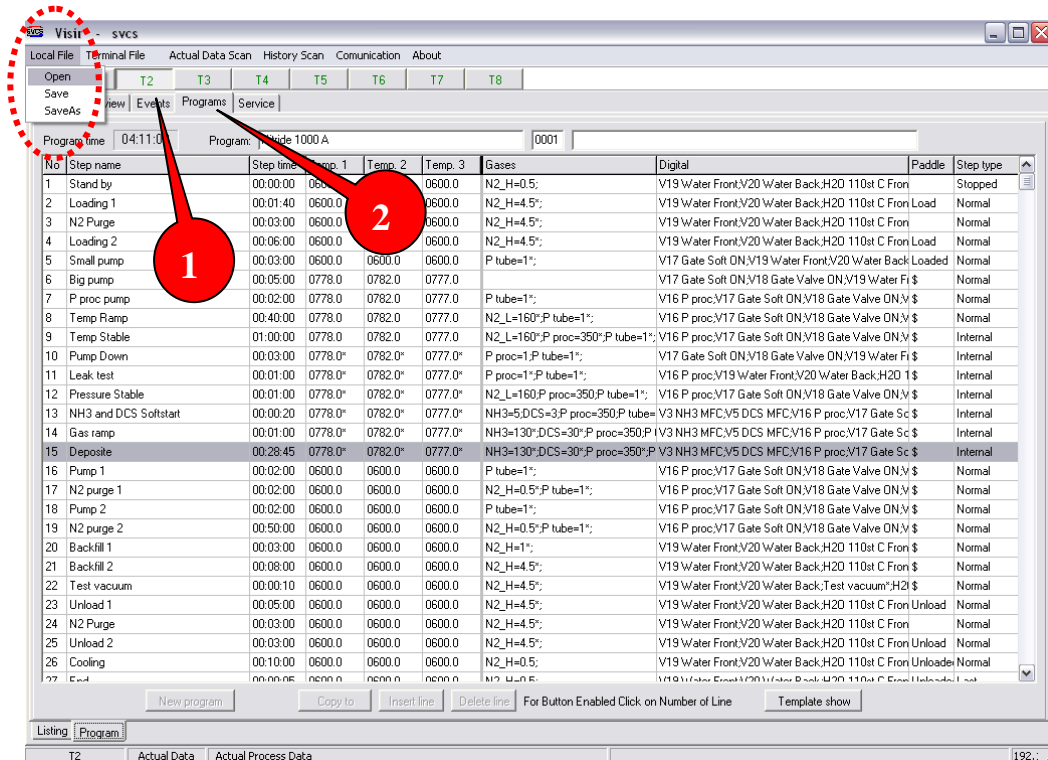 Visin - svcs
Local File Terminal File Actual Data Scan History Scan Comunication About
Open T2 T3 T4 T5 T6 T7 T8
Save
SaveAs view Events Programs Service
Program time 04:11:0 Program: Nitride 1000 A 0001
No Step name Step time Temp. 1 Temp. 2 Temp. 3 Gases Digital Paddle Step type
1 Stand by 00:00:00 0600.0 N2_H=0.5; V19 Water Front;V20 Water Back;H2O 110st C Fron Stopped
2 Loading 1 00:01:40 0600.0 0600.0 N2_H=4.5*; V19 Water Front;V20 Water Back;H2O 110st C Fron Load Normal
3 N2 Purge 00:03:00 0600.0 0600.0 N2_H=4.5*; V19 Water Front;V20 Water Back;H2O 110st C Fron Normal
4 Loading 2 00:06:00 0600.0 0600.0 N2_H=4.5*; V19 Water Front;V20 Water Back;H2O 110st C Fron Load Normal
5 Small pump 00:03:00 0600.0 0600.0 0600.0 P tube=1*; V17 Gate Soft ON;V19 Water Front;V20 Water Back Loaded Normal
6 Big pump 00:05:00 0778.0 0782.0 0777.0 V17 Gate Soft ON;V18 Gate Valve ON;V19 Water Fr $ Normal
7 P proc pump 00:02:00 0778.0 0782.0 0777.0 P tube=1*; V16 P proc;V17 Gate Soft ON;V18 Gate Valve ON;V $ Normal
8 Temp Ramp 00:40:00 0778.0 0782.0 0777.0 N2_L=160*;P tube=1*; V16 P proc;V17 Gate Soft ON;V18 Gate Valve ON;V $ Normal
9 Temp Stable 01:00:00 0778.0 0782.0 0777.0 N2_L=160*;P proc=350*;P tube=1*; V16 P proc;V17 Gate Soft ON;V18 Gate Valve ON;V $ Internal
10 Pump Down 00:03:00 0778.0* 0782.0* 0777.0* P proc=1;P tube=1*; V17 Gate Soft ON;V18 Gate Valve ON;V19 Water Fr $ Internal
11 Leak test 00:01:00 0778.0* 0782.0* 0777.0* P proc=1*;P tube=1*; V16 P proc;V19 Water Front;V20 Water Back;H2O 1 $ Internal
12 Pressure Stable 00:01:00 0778.0* 0782.0* 0777.0* N2_L=160;P proc=350;P tube=1*; V16 P proc;V17 Gate Soft ON;V18 Gate Valve ON;V $ Internal
13 NH3 and DCS Softstart 00:00:20 0778.0* 0782.0* 0777.0* NH3=5;DCS=3;P proc=350;P tube= V3 NH3 MFC;V5 DCS MFC;V16 P proc;V17 Gate So $ Internal
14 Gas ramp 00:01:00 0778.0* 0782.0* 0777.0* NH3=130*;DCS=30*;P proc=350;P t V3 NH3 MFC;V5 DCS MFC;V16 P proc;V17 Gate So $ Internal
15 Deposite 00:28:45 0778.0* 0782.0* 0777.0* NH3=130*;DCS=30*;P proc=350*;P V3 NH3 MFC;V5 DCS MFC;V16 P proc;V17 Gate So $ Internal
16 Pump 1 00:02:00 0600.0 0600.0 0600.0 P tube=1*; V16 P proc;V17 Gate Soft ON;V18 Gate Valve ON;V $ Normal
17 N2 purge 1 00:02:00 0600.0 0600.0 0600.0 N2_H=0.5*;P tube=1*; V16 P proc;V17 Gate Soft ON;V18 Gate Valve ON;V $ Normal
18 Pump 2 00:02:00 0600.0 0600.0 0600.0 P tube=1*; V16 P proc;V17 Gate Soft ON;V18 Gate Valve ON;V $ Normal
19 N2 purge 2 00:50:00 0600.0 0600.0 0600.0 N2_H=0.5*;P tube=1*; V16 P proc;V17 Gate Soft ON;V18 Gate Valve ON;V $ Normal
20 Backfill 1 00:03:00 0600.0 0600.0 0600.0 N2_H=1*; V19 Water Front;V20 Water Back;H2O 110st C Fron $ Normal
21 Backfill 2 00:08:00 0600.0 0600.0 0600.0 N2_H=4.5*; V19 Water Front;V20 Water Back;H2O 110st C Fron $ Normal
22 Test vacuum 00:00:10 0600.0 0600.0 0600.0 N2_H=4.5*; V19 Water Front;V20 Water Back;Test vacuum*;H2O $ Normal
23 Unload 1 00:05:00 0600.0 0600.0 0600.0 N2_H=4.5*; V19 Water Front;V20 Water Back;H2O 110st C Fron Unload Normal
24 N2 Purge 00:03:00 0600.0 0600.0 0600.0 N2_H=4.5*; V19 Water Front;V20 Water Back;H2O 110st C Fron Normal
25 Unload 2 00:03:00 0600.0 0600.0 0600.0 N2_H=4.5*; V19 Water Front;V20 Water Back;H2O 110st C Fron Unload Normal
26 Cooling 00:10:00 0600.0 0600.0 0600.0 N2_H=0.5; V19 Water Front;V20 Water Back;H2O 110st C Fron Unloade Normal
27 End 00:00:05 0600.0 0600.0 0600.0 N2_H=0.5; V19 Water Front;V20 Water Back;H2O 110st C Fron Unloade Last
New program Copy to Insert line Delete line For Button Enabled Click on Number of Line Template show
Listing Program
T2 Actual Data Actual Process Data 192.
1
2